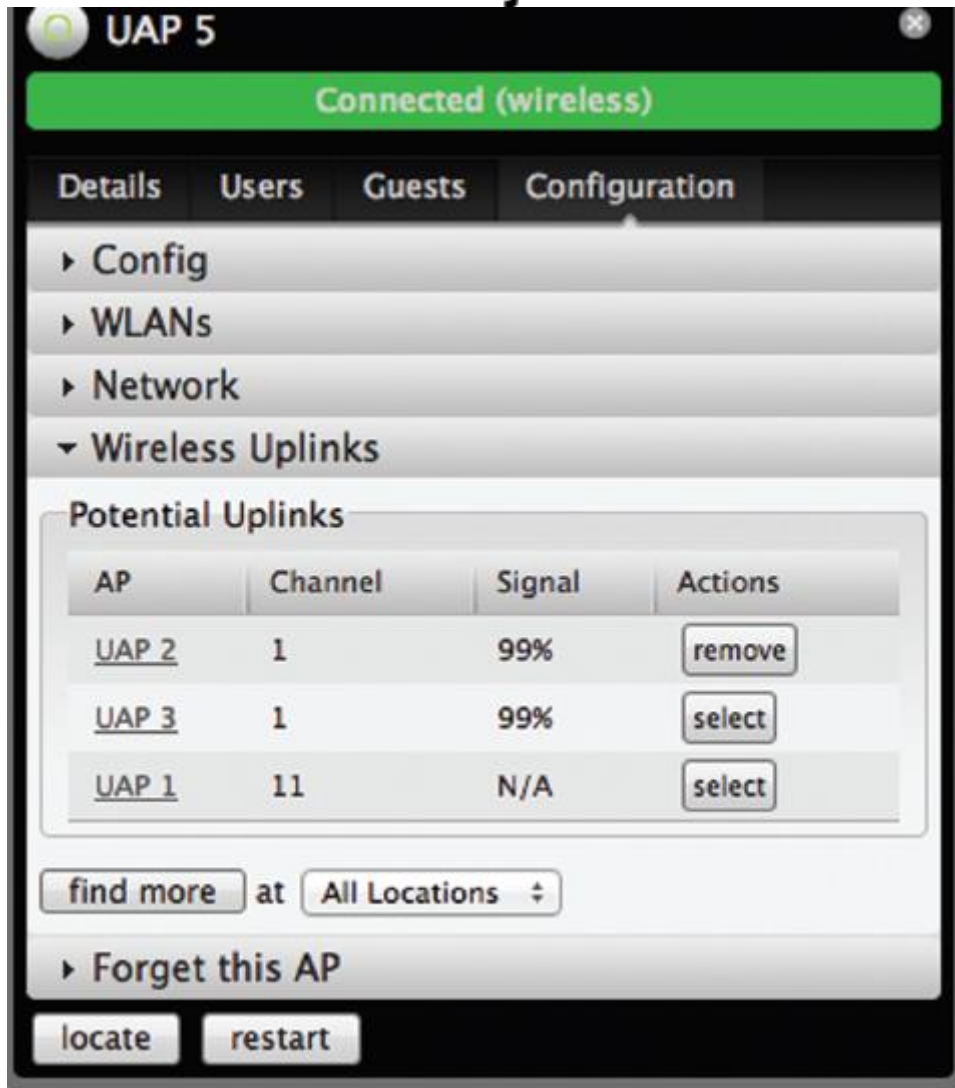 UAP 5
Connected (wireless)
Details Users Guests Configuration
Config
WLANs
Network
Wireless Uplinks
Potential Uplinks
AP Channel Signal Actions
UAP 2 1 99% remove
UAP 3 1 99% select
UAP 1 11 N/A select
find more at All Locations
Forget this AP
locate restart